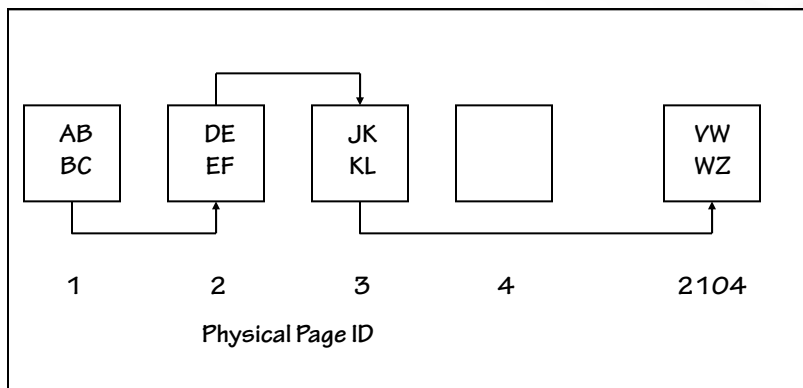 AB
BC
DE
EF
JK
KL
VW
WZ
1 2 3 4 2104
Physical Page ID